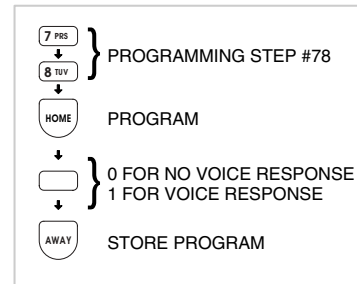 7 PRS
PROGRAMMING STEP #78
8 TUV
HOME
PROGRAM
0 FOR NO VOICE RESPONSE
1 FOR VOICE RESPONSE
AWAY
STORE PROGRAM